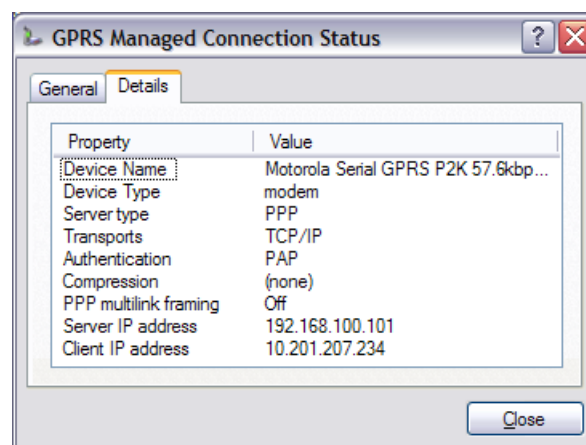 GPRS Managed Connection Status
General Details
Property Value
Device Name Motorola Serial GPRS P2K 57.6kbp...
Device Type modem
Server type PPP
Transports TCP/IP
Authentication PAP
Compression (none)
PPP multilink framing Off
Server IP address 192.168.100.101
Client IP address 10.201.207.234
Close